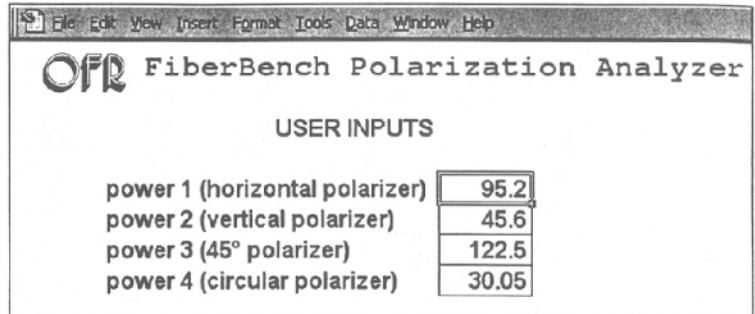 File Edit View Insert Format Tools Data Window Help
OFR FiberBench Polarization Analyzer
USER INPUTS
power 1 (horizontal polarizer) 95.2
power 2 (vertical polarizer) 45.6
power 3 (45° polarizer) 122.5
power 4 (circular polarizer) 30.05